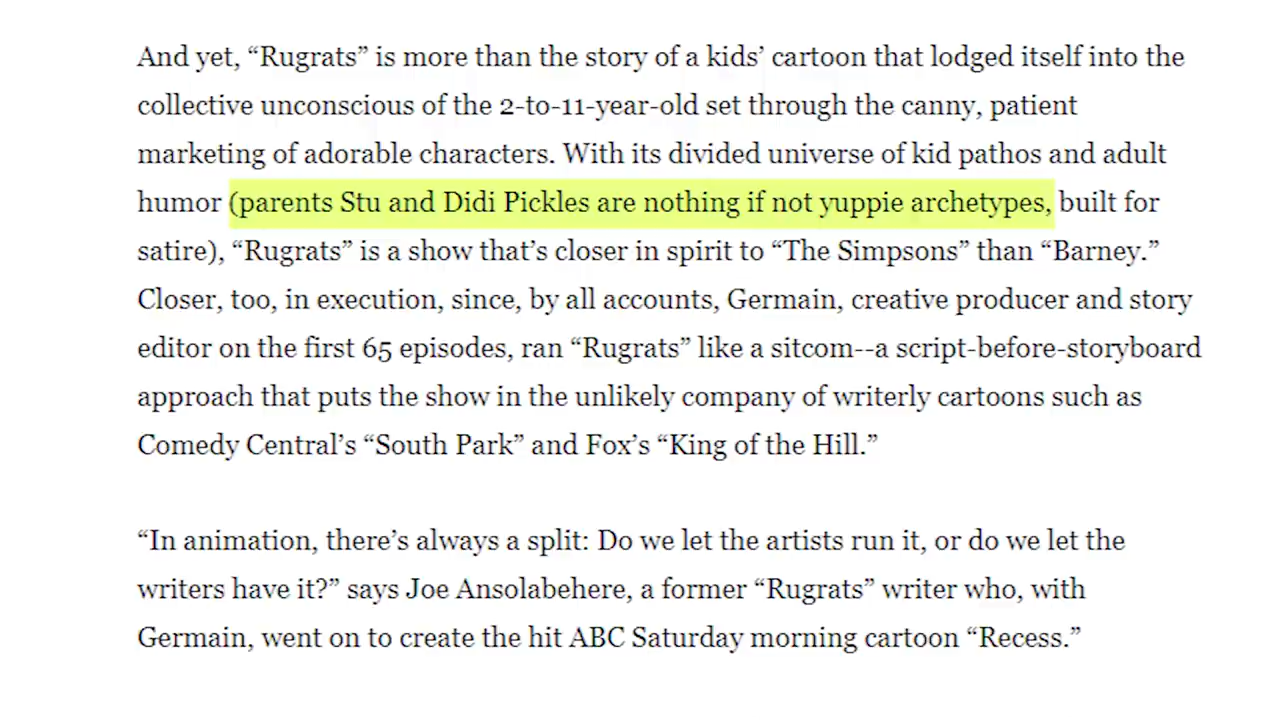 And yet, “Rugrats” is more than the story of a kids’ cartoon that lodged itself into the
collective unconscious of the 2-to-11-year-old set through the canny, patient
marketing of adorable characters. With its divided universe of kid pathos and adult
humor (parents Stu and Didi Pickles are nothing if not yuppie archetypes, built for
satire), “Rugrats” is a show that’s closer in spirit to “The Simpsons” than “Barney.”
Closer, too, in execution, since, by all accounts, Germain, creative producer and story
editor on the first 65 episodes, ran “Rugrats” like a sitcom--a script-before-storyboard
approach that puts the show in the unlikely company of writerly cartoons such as
Comedy Central’s “South Park” and Fox’s “King of the Hill.”
“In animation, there’s always a split: Do we let the artists run it, or do we let the
writers have it?” says Joe Ansolabehere, a former “Rugrats” writer who, with
Germain, went on to create the hit ABC Saturday morning cartoon “Recess.”